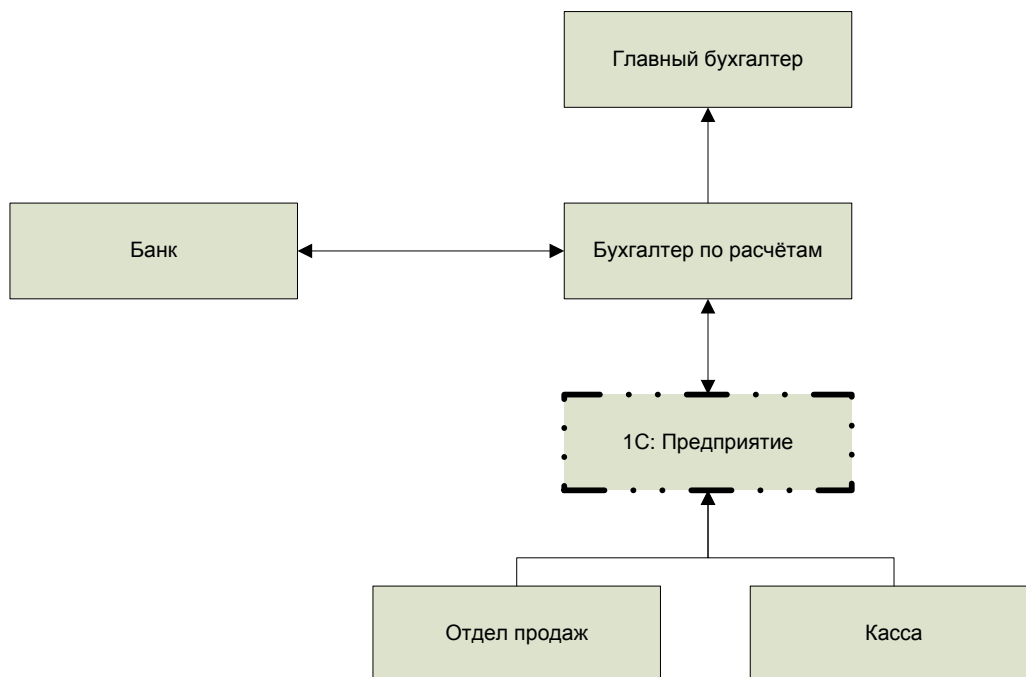 Главный бухгалтер
Банк
Бухгалтер по расчётам
1С: Предприятие
Отдел продаж
Касса